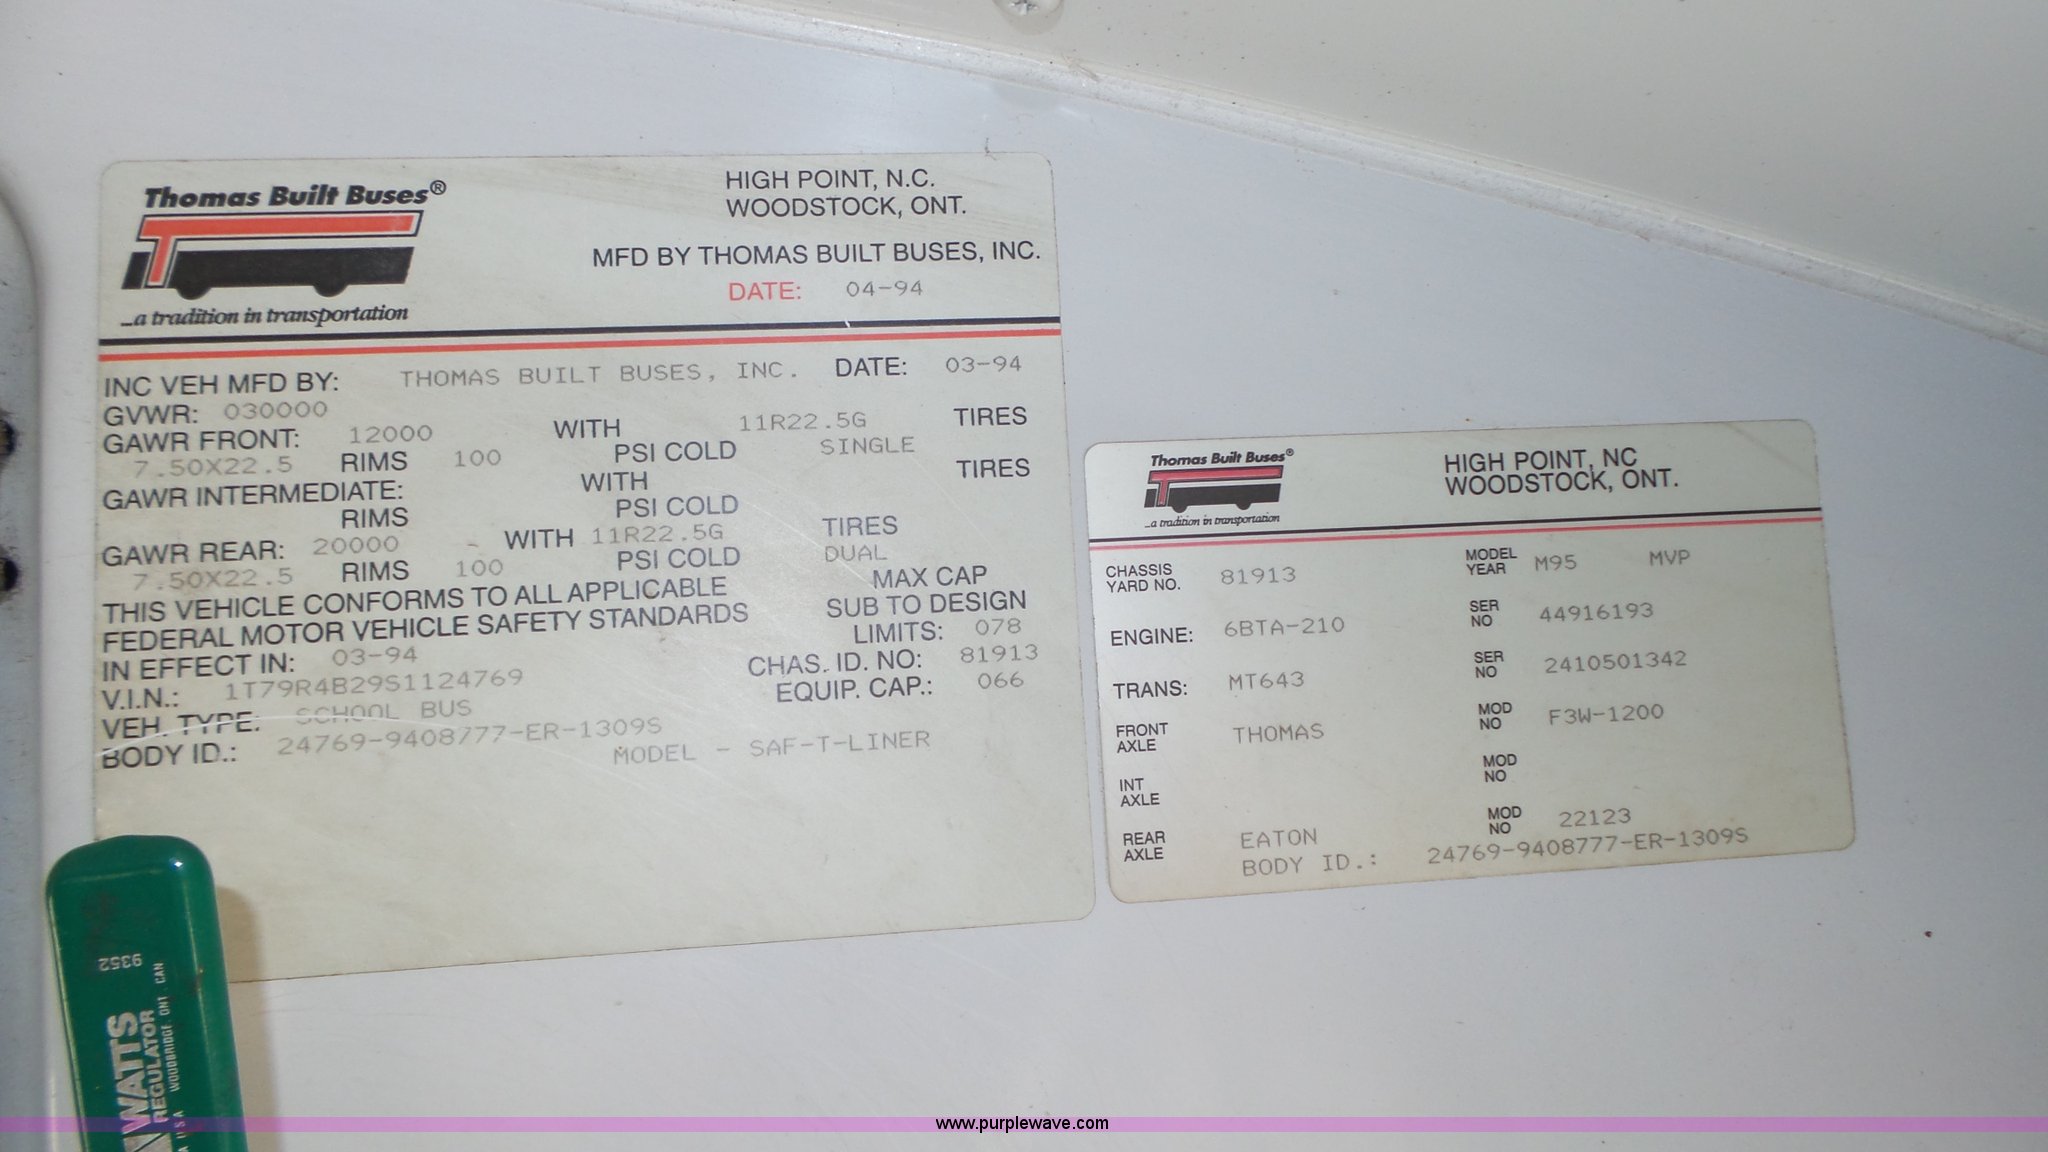 Thomas Built Buses®
...a tradition in transportation
HIGH POINT, N.C.
WOODSTOCK, ONT.
MFD BY THOMAS BUILT BUSES, INC.
DATE: 04-94
INC VEH MFD BY: THOMAS BUILT BUSES, INC. DATE: 03-94
GVWR: 030000
GAWR FRONT: 12000 WITH 11R22.5G TIRES
7.50X22.5 RIMS 100 PSI COLD SINGLE
GAWR INTERMEDIATE: WITH TIRES
RIMS PSI COLD
GAWR REAR: 20000 WITH 11R22.5G TIRES
7.50X22.5 RIMS 100 PSI COLD DUAL
THIS VEHICLE CONFORMS TO ALL APPLICABLE
FEDERAL MOTOR VEHICLE SAFETY STANDARDS
IN EFFECT IN: 03-94
MAX CAP
SUB TO DESIGN
LIMITS: 078
V.I.N.: 1T79R4B29S1124769 CHAS. ID. NO: 81913
VEH. TYPE: SCHOOL BUS EQUIP. CAP.: 066
BODY ID.: 24769-9408777-ER-1309S
MODEL - SAF-T-LINER
Thomas Built Buses®
...a tradition in transportation
HIGH POINT, NC
WOODSTOCK, ONT.
CHASSIS YARD NO. 81913 MODEL YEAR M95 MVP
ENGINE: 6BTA-210 SER NO 44916193
TRANS: MT643 SER NO 2410501342
FRONT AXLE THOMAS MOD NO F3W-1200
INT AXLE MOD NO
REAR AXLE EATON MOD NO 22123
BODY ID.: 24769-9408777-ER-1309S
9352
WATTS
REGULATOR
WOODBRIDGE ONT CAN
USA
www.purplewave.com